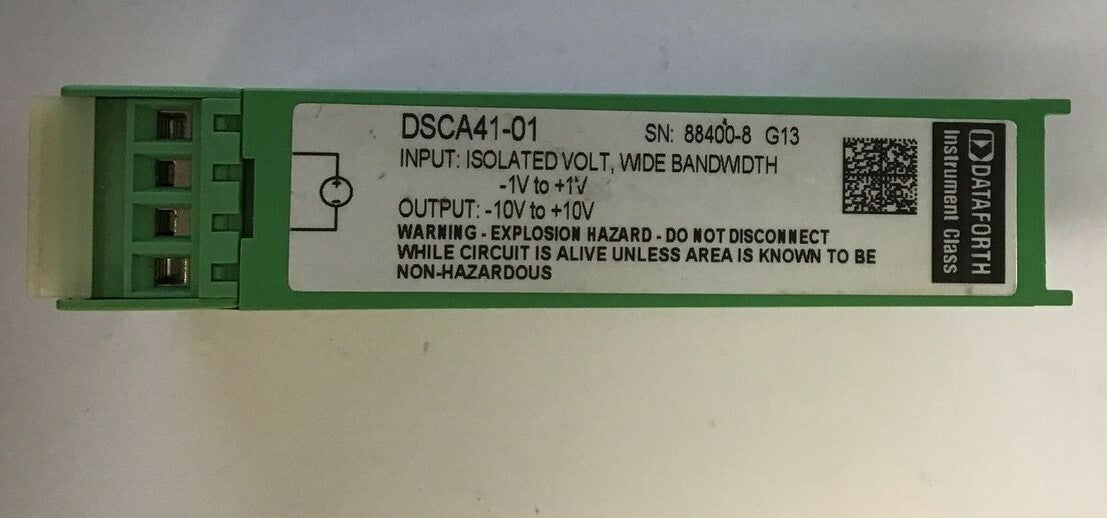 DSCA41-01
SN: 88400-8 G13
INPUT: ISOLATED VOLT, WIDE BANDWIDTH
-1V to +1V
OUTPUT: -10V to +10V
WARNING - EXPLOSION HAZARD - DO NOT DISCONNECT
WHILE CIRCUIT IS ALIVE UNLESS AREA IS KNOWN TO BE
NON-HAZARDOUS
DATAFORTH
Instrument Class